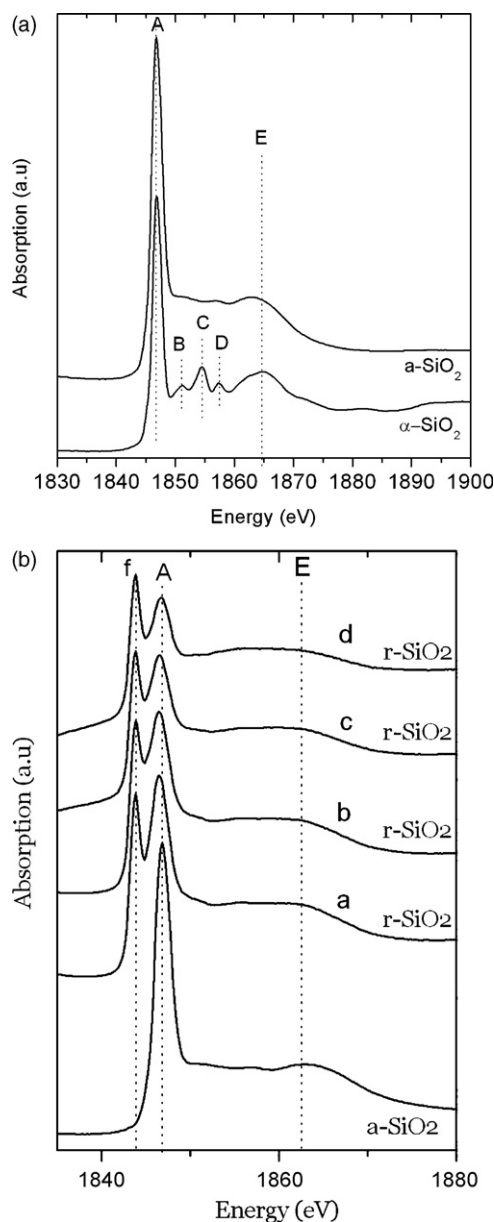 (a)
A
E
B
C
D
a-SiO2
α-SiO2
Absorption (a.u)
1830 1840 1850 1860 1870 1880 1890 1900
Energy (eV)
(b)
f
A
E
d
r-SiO2
c
r-SiO2
b
r-SiO2
a
r-SiO2
a-SiO2
Absorption (a.u)
1840 1860 1880
Energy (eV)